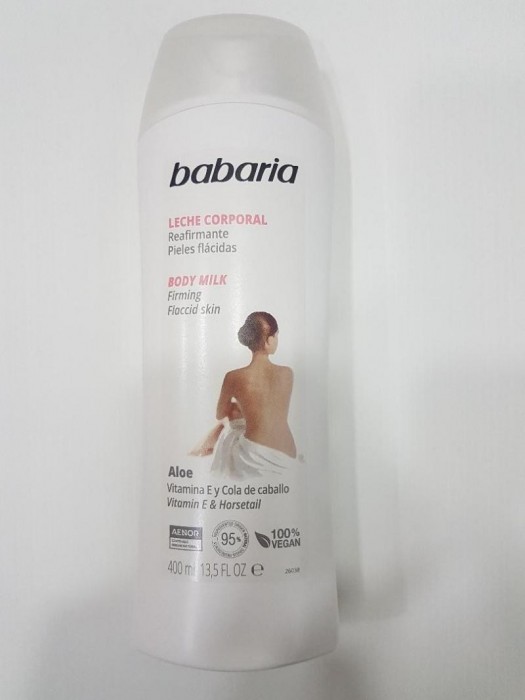 babaria
LECHE CORPORAL
Reafirmante
Pieles flácidas
BODY MILK
Firming
Flaccid skin
Aloe
Vitamina E y Cola de caballo
Vitamin E & Horsetail
AENOR
95%
100%
VEGAN
400 ml 13,5 FL OZ e